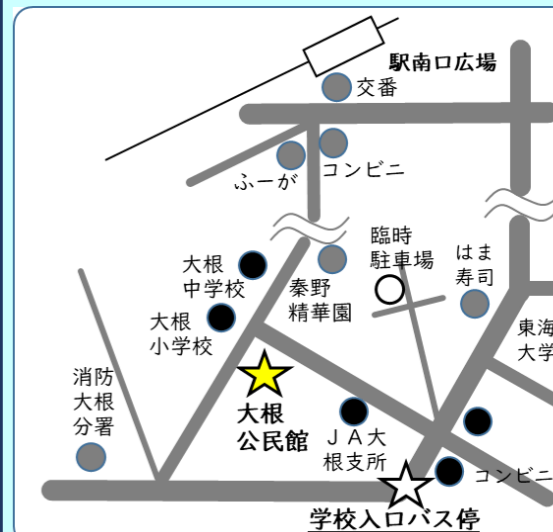 駅南口広場
交番
コンビニ
ふーが
臨時
駐車場
はま
寿司
大根
中学校
秦野
精華園
大根
小学校
東海
大学
消防
大根
分署
大根
公民館
ＪＡ大
根支所
コンビニ
学校入口バス停